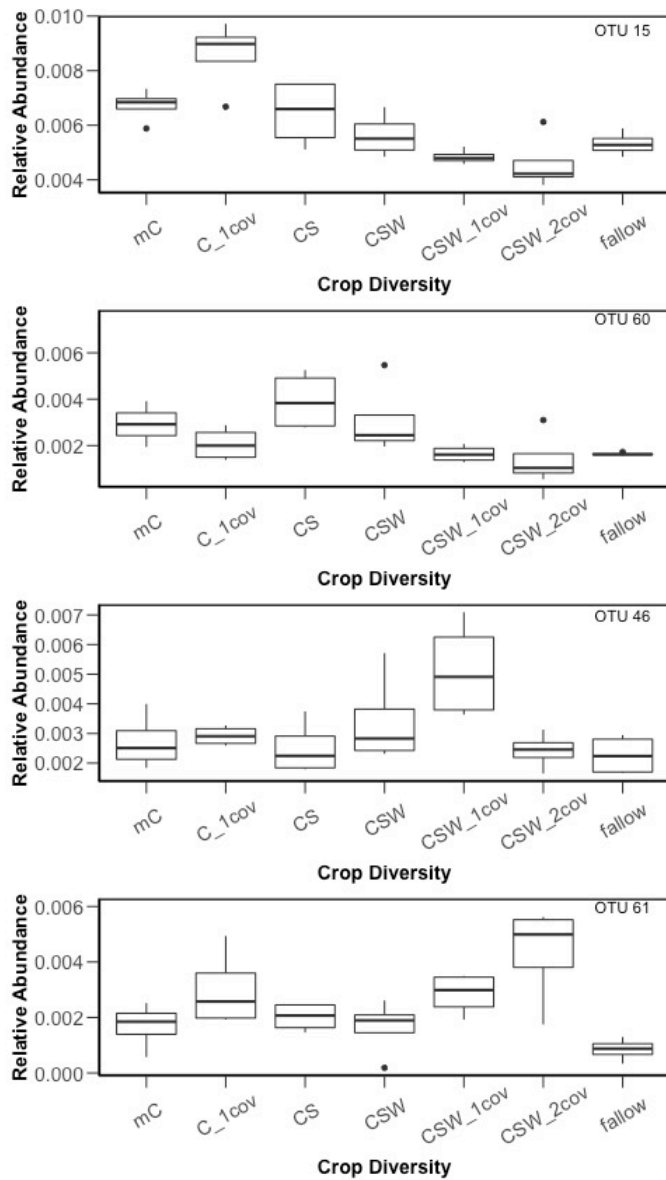 OTU 15
Relative Abundance
0.010
0.008
0.006
0.004
mC C_1cov CS CSW CSW_1cov CSW_2cov fallow
Crop Diversity
OTU 60
Relative Abundance
0.006
0.004
0.002
mC C_1cov CS CSW CSW_1cov CSW_2cov fallow
Crop Diversity
OTU 46
Relative Abundance
0.007
0.006
0.005
0.004
0.003
0.002
mC C_1cov CS CSW CSW_1cov CSW_2cov fallow
Crop Diversity
OTU 61
Relative Abundance
0.006
0.004
0.002
0.000
mC C_1cov CS CSW CSW_1cov CSW_2cov fallow
Crop Diversity